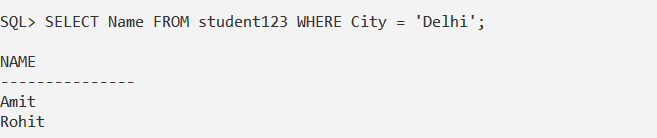 SQL> SELECT Name FROM student123 WHERE City = 'Delhi';
NAME
---------------
Amit
Rohit